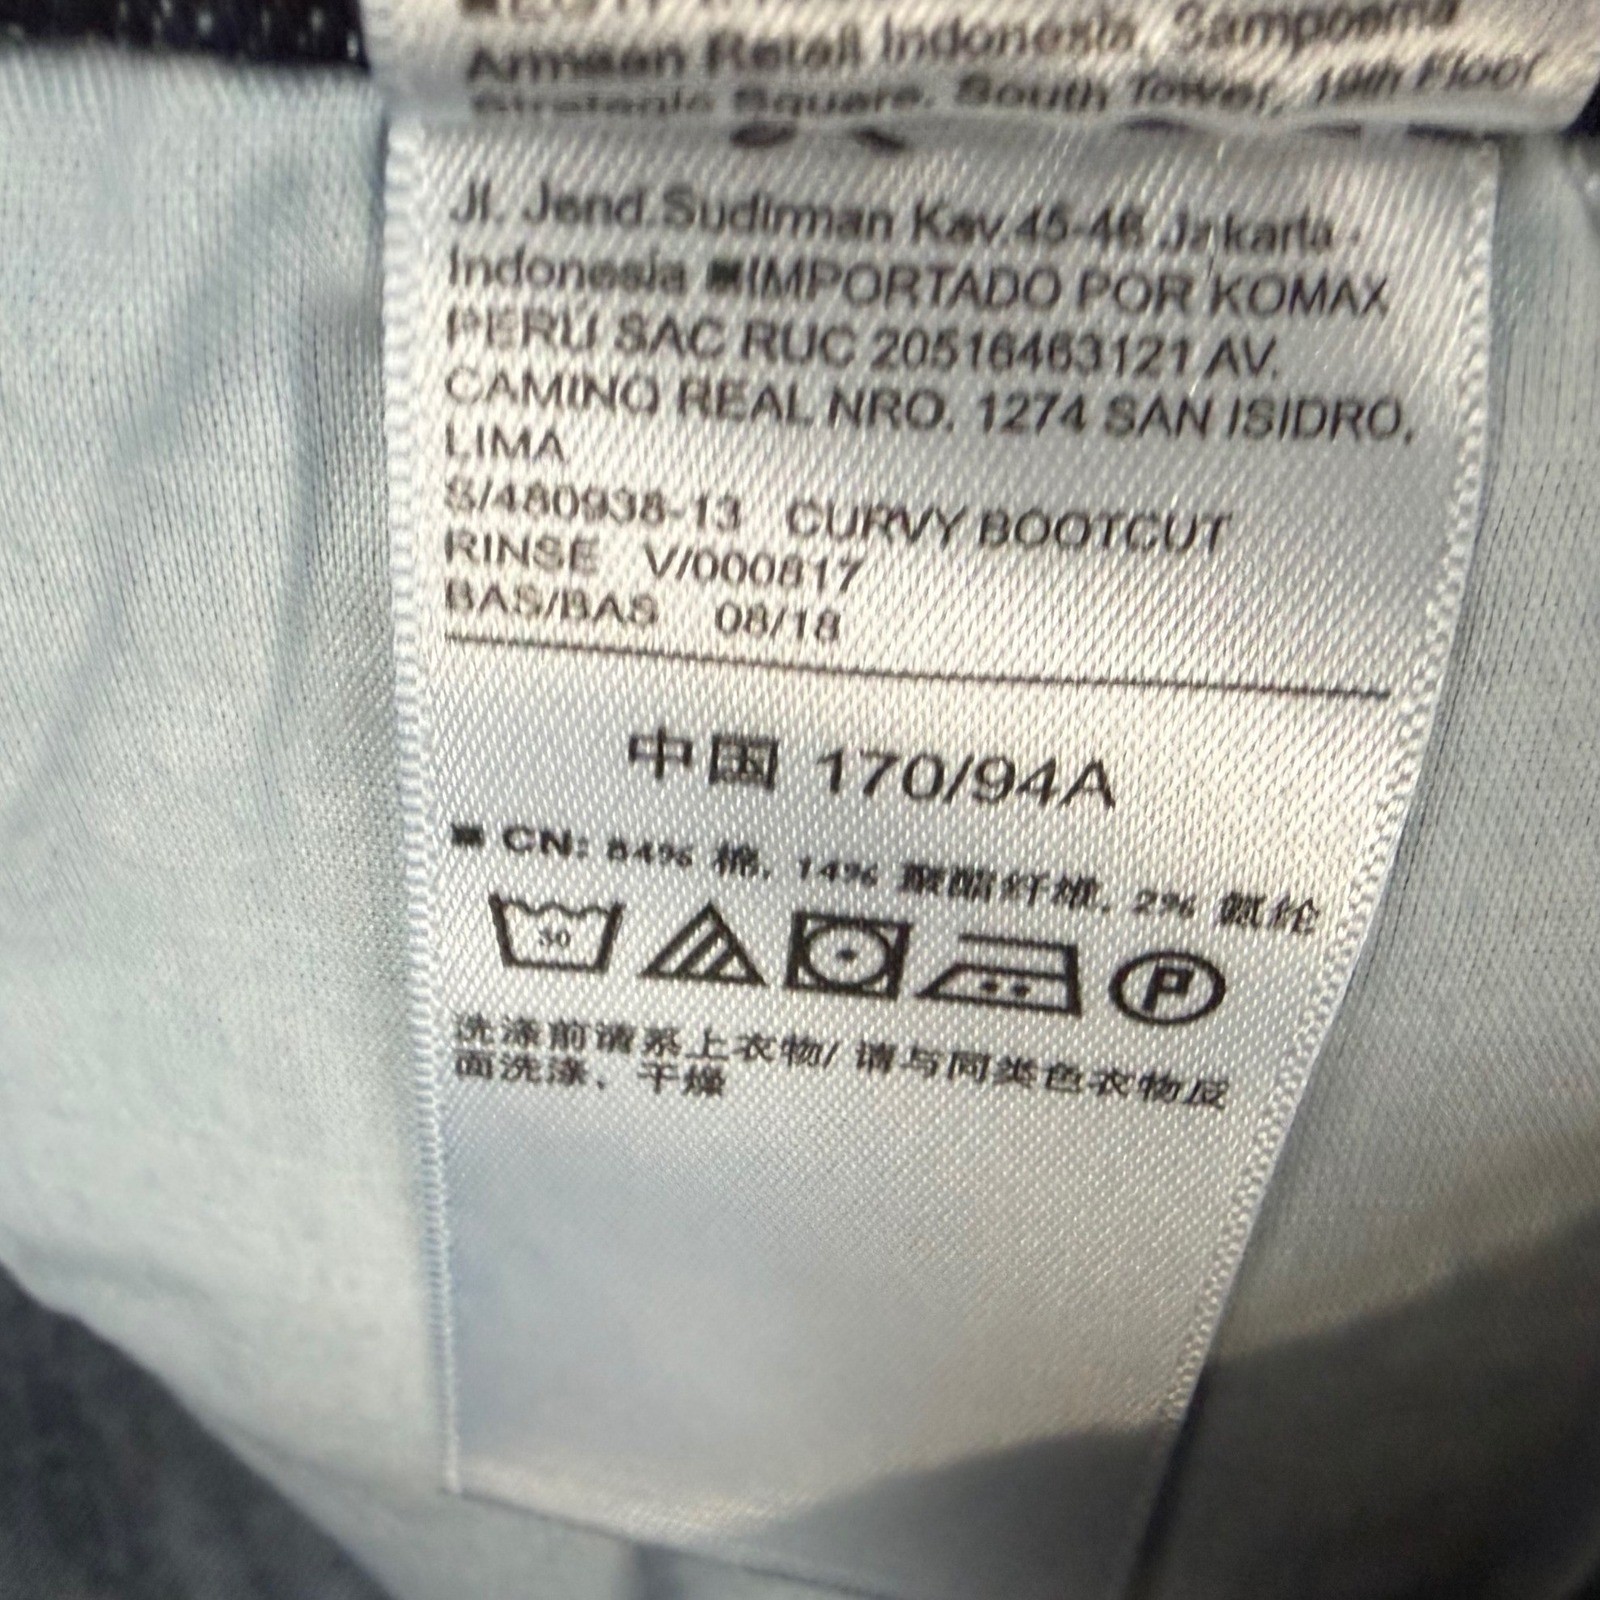 Armaan Retail Indonesia, Sampoerna
Strategic Square, South Tower, 19th Floor
Jl. Jend.Sudirman Kav.45-46 Jakarta -
Indonesia ■IMPORTADO POR KOMAX
PERÚ SAC RUC 20516463121 AV.
CAMINO REAL NRO. 1274 SAN ISIDRO,
LIMA
S/480938-13 CURVY BOOTCUT
RINSE V/000817
BAS/BAS 08/18
中国 170/94A
■ CN: 84% 棉, 14% 聚酯纤维, 2% 氨纶
30
P
洗涤前请系上衣物/ 请与同类色衣物反
面洗涤、干燥